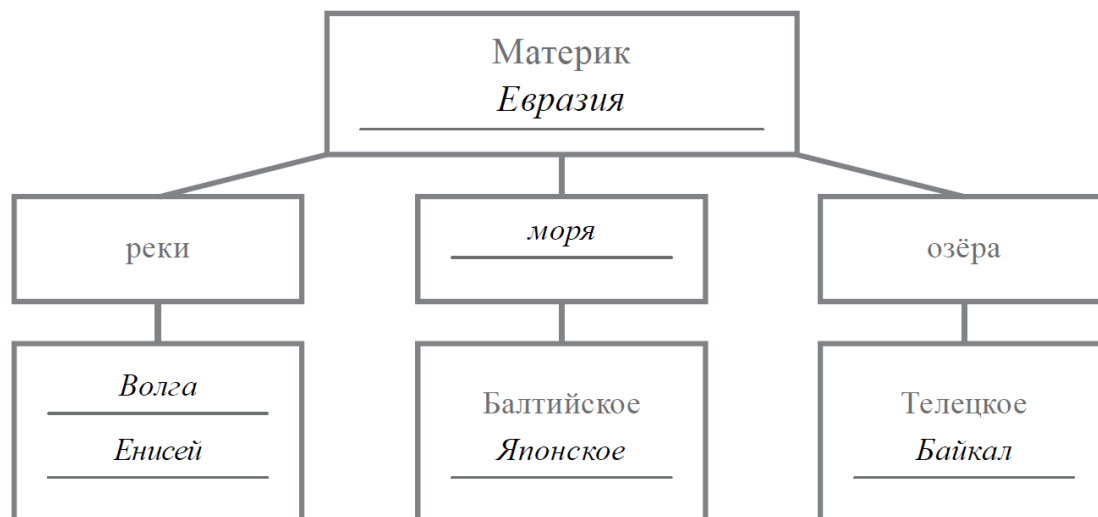 Материк
Евразия
реки
моря
озёра
Волга
Енисей
Балтийское
Японское
Телецкое
Байкал